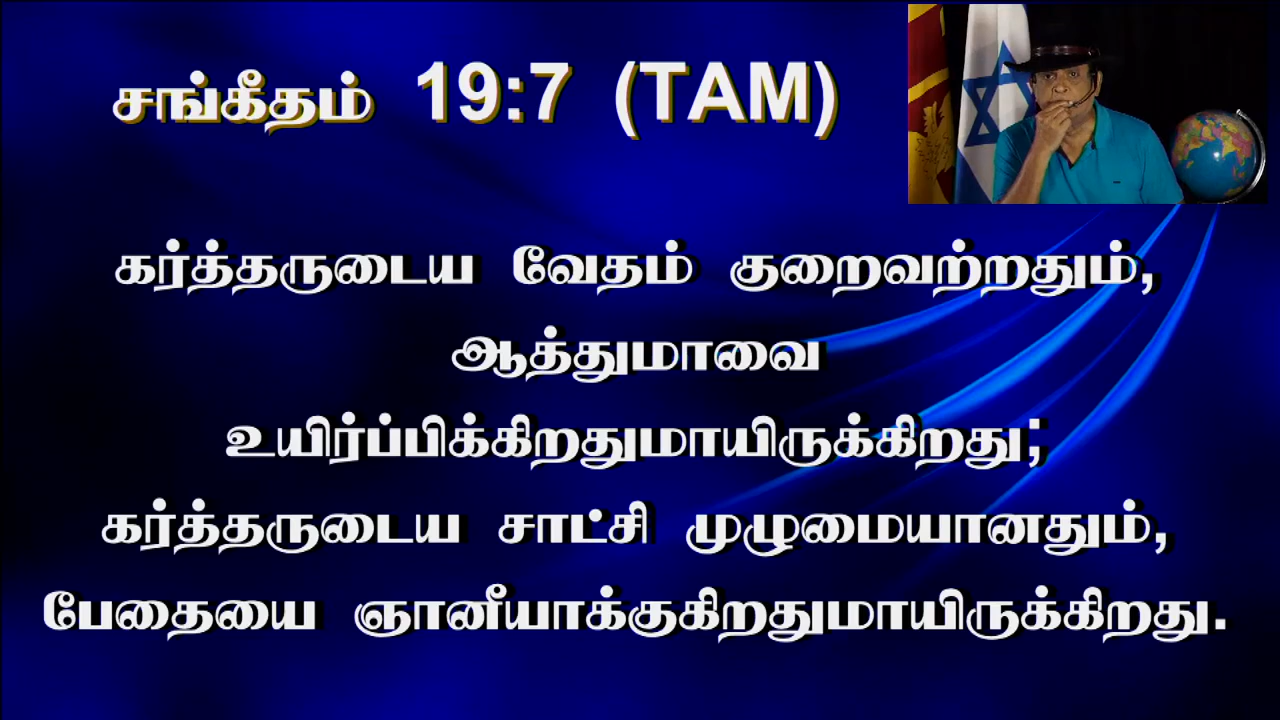 சங்கீதம் 19:7 (TAM)
கர்த்தருடைய வேதம் குறைவற்றதும்,
ஆத்துமாவை
உயிர்ப்பிக்கிறதுமாயிருக்கிறது;
கர்த்தருடைய சாட்சி முழுமையானதும்,
பேதையை ஞானீயாக்குகிறதுமாயிருக்கிறது.